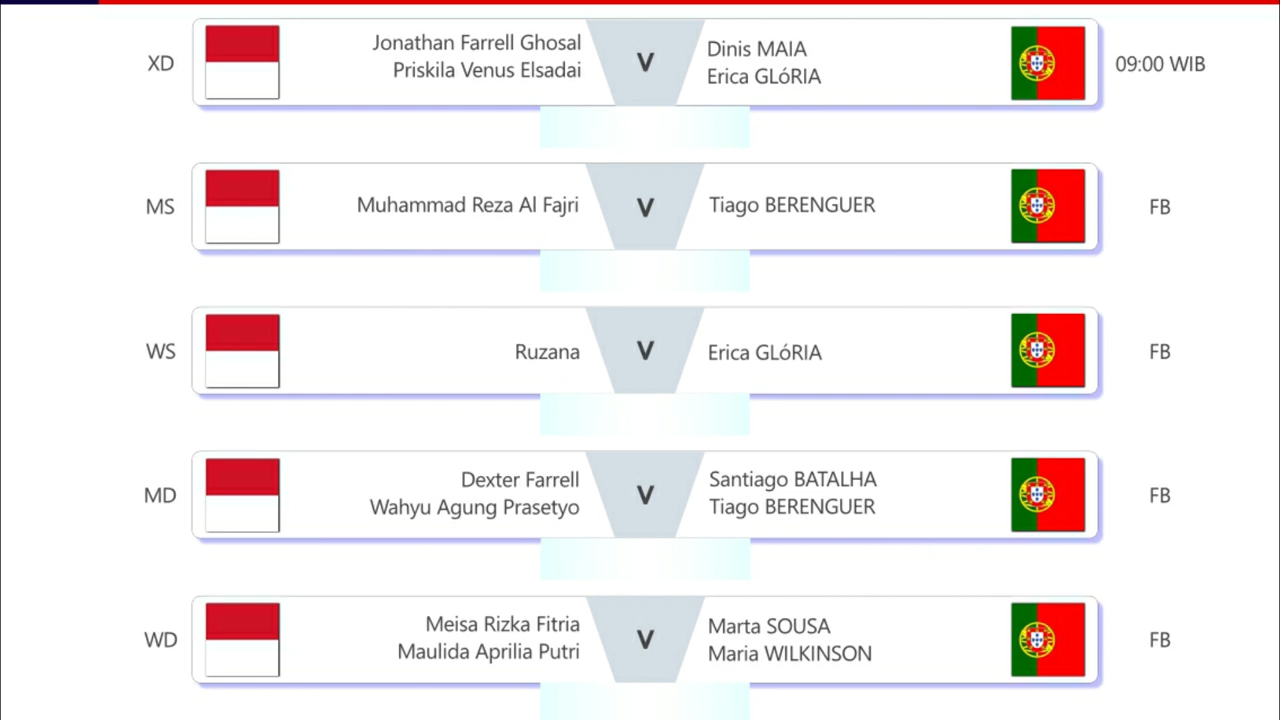 XD
Jonathan Farrell Ghosal
Priskila Venus Elsadai
V
Dinis MAIA
Erica GLóRIA
09:00 WIB
MS
Muhammad Reza Al Fajri
V
Tiago BERENGUER
FB
WS
Ruzana
V
Erica GLóRIA
FB
MD
Dexter Farrell
Wahyu Agung Prasetyo
V
Santiago BATALHA
Tiago BERENGUER
FB
WD
Meisa Rizka Fitria
Maulida Aprilia Putri
V
Marta SOUSA
Maria WILKINSON
FB